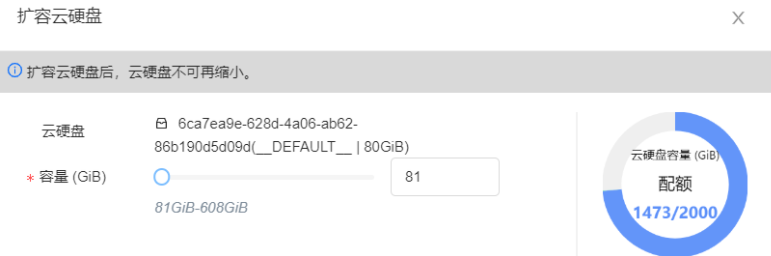 扩容云硬盘
扩容云硬盘后，云硬盘不可再缩小。
云硬盘
6ca7ea9e-628d-4a06-ab62-
86b190d5d09d(__DEFAULT__ | 80GiB)
* 容量 (GiB)
81
81GiB-608GiB
云硬盘容量 (GiB)
配额
1473/2000